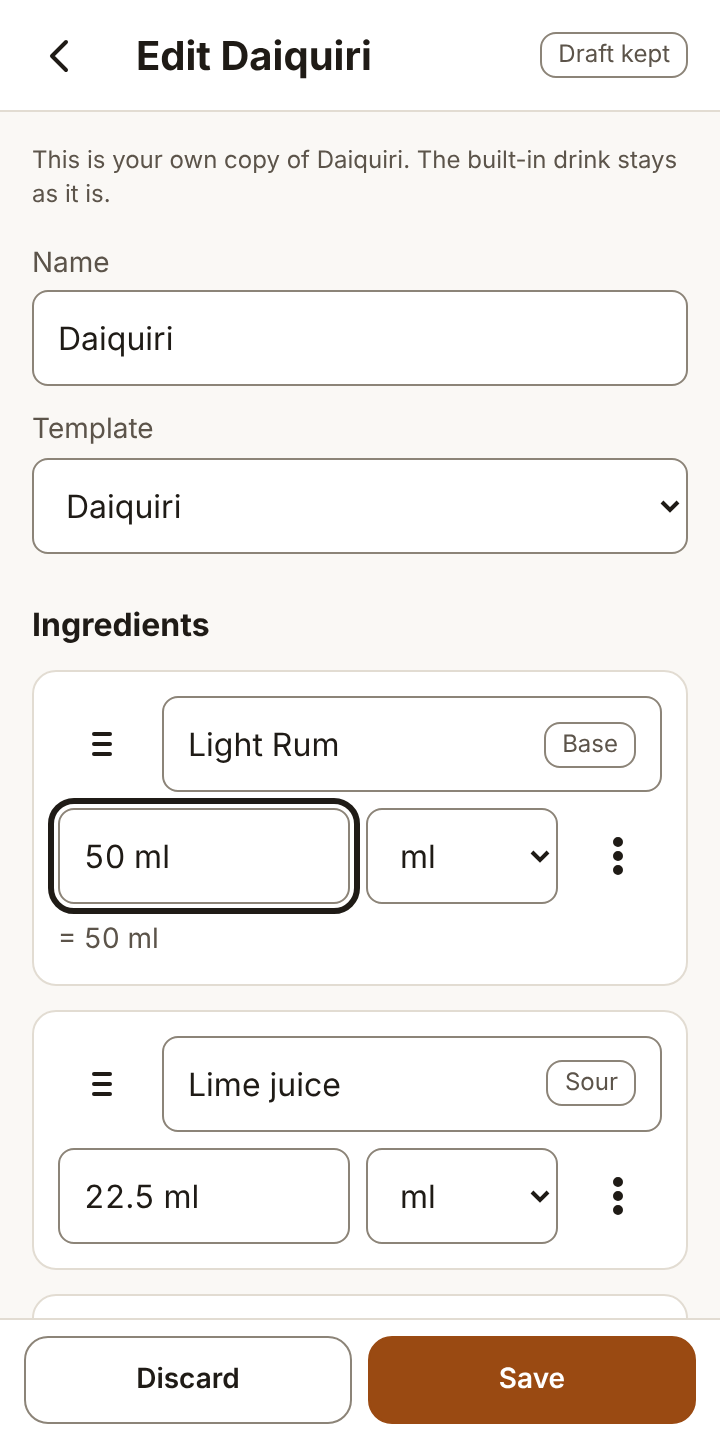 Edit Daiquiri
Draft kept
This is your own copy of Daiquiri. The built-in drink stays
as it is.
Name
Daiquiri
Template
Daiquiri
Ingredients
Light Rum
Base
50 ml
ml
= 50 ml
Lime juice
Sour
22.5 ml
ml
Discard
Save